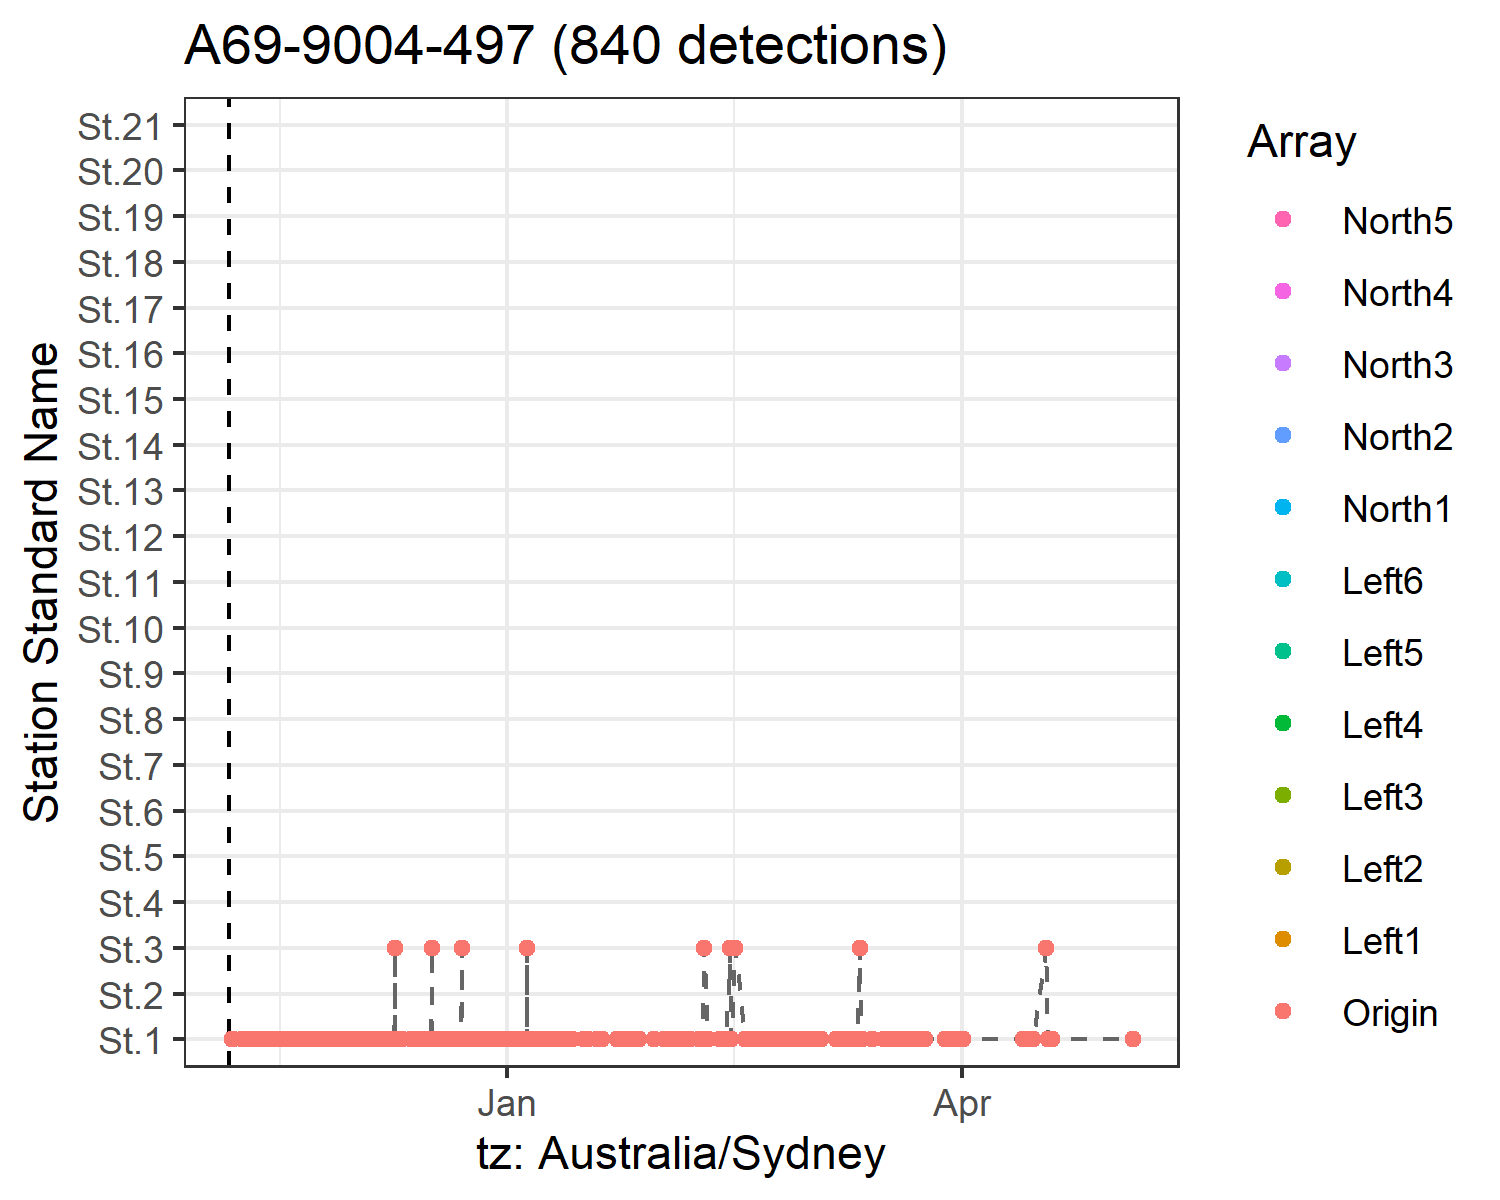 A69-9004-497 (840 detections)
Station Standard Name
St.21
St.20
St.19
St.18
St.17
St.16
St.15
St.14
St.13
St.12
St.11
St.10
St.9
St.8
St.7
St.6
St.5
St.4
St.3
St.2
St.1
Jan
Apr
tz: Australia/Sydney
Array
North5
North4
North3
North2
North1
Left6
Left5
Left4
Left3
Left2
Left1
Origin